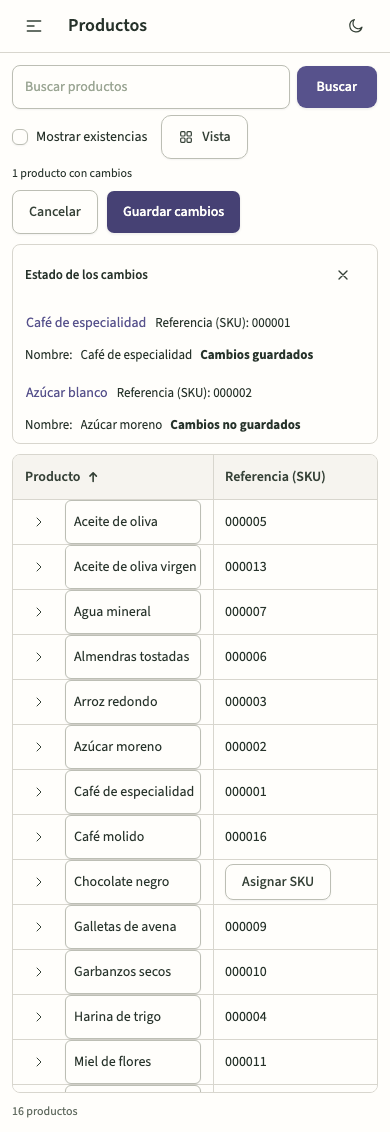 Productos
Buscar productos
Buscar
Mostrar existencias
Vista
1 producto con cambios
Cancelar
Guardar cambios
Estado de los cambios
Café de especialidad Referencia (SKU): 000001
Nombre: Café de especialidad Cambios guardados
Azúcar blanco Referencia (SKU): 000002
Nombre: Azúcar moreno Cambios no guardados
Producto ↑ Referencia (SKU)
Aceite de oliva 000005
Aceite de oliva virgen 000013
Agua mineral 000007
Almendras tostadas 000006
Arroz redondo 000003
Azúcar moreno 000002
Café de especialidad 000001
Café molido 000016
Chocolate negro Asignar SKU
Galletas de avena 000009
Garbanzos secos 000010
Harina de trigo 000004
Miel de flores 000011
16 productos